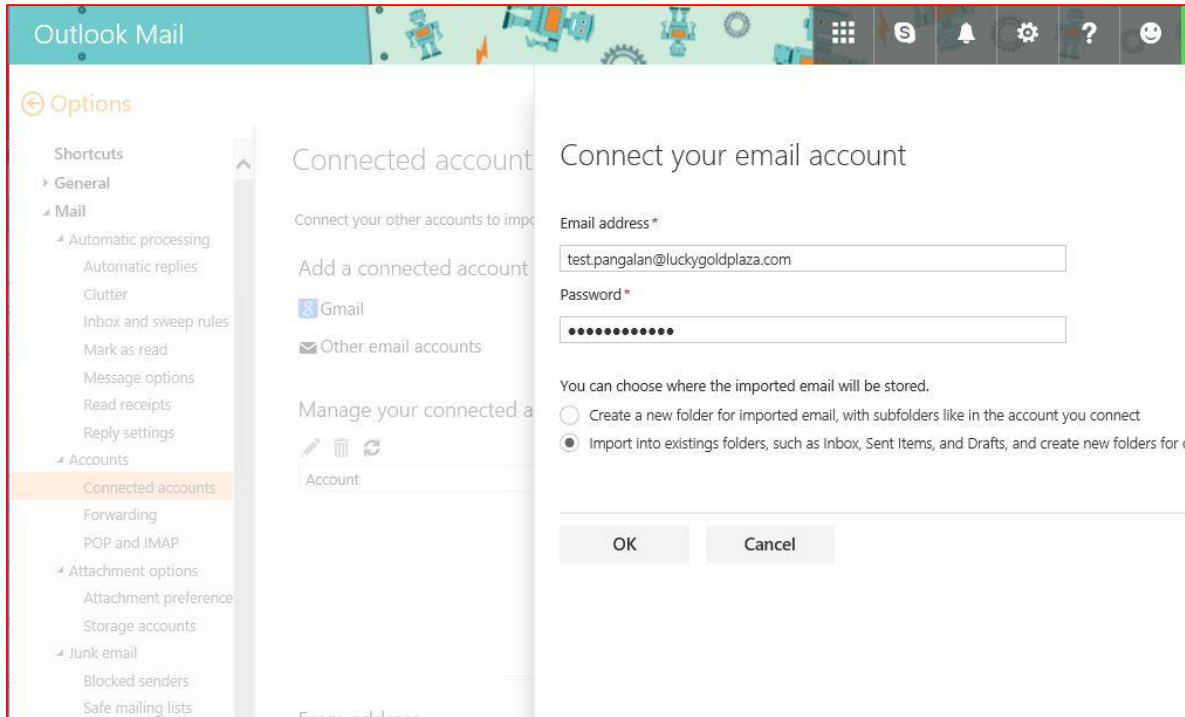 Outlook Mail
Options
Shortcuts
General
Mail
Automatic processing
Automatic replies
Clutter
Inbox and sweep rules
Mark as read
Message options
Read receipts
Reply settings
Accounts
Connected accounts
Forwarding
POP and IMAP
Attachment options
Attachment preference
Storage accounts
Junk email
Blocked senders
Safe mailing lists
Connected account
Connect your other accounts to impo
Add a connected account
Gmail
Other email accounts
Manage your connected a
Account
From address
Connect your email account
Email address*
test.pangalan@luckygoldplaza.com
Password*
You can choose where the imported email will be stored.
Create a new folder for imported email, with subfolders like in the account you connect
Import into existings folders, such as Inbox, Sent Items, and Drafts, and create new folders for
OK Cancel